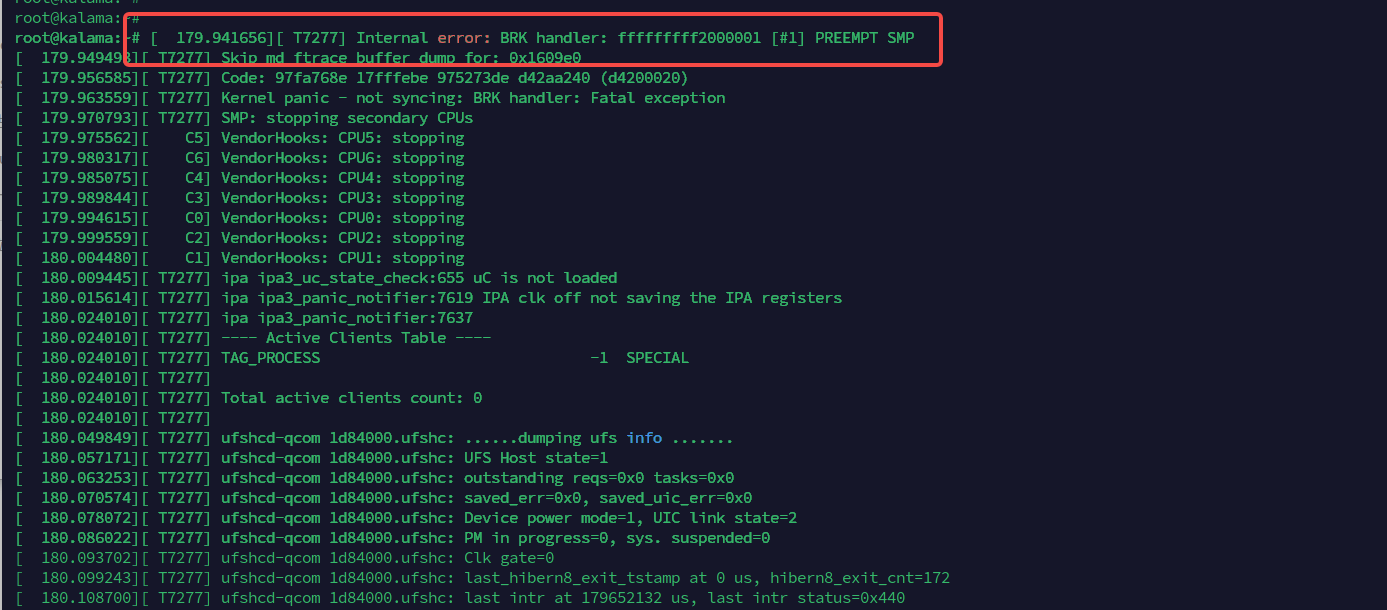 root@kalama:~#
root@kalama:~#
root@kalama:~# [  179.941656][ T7277] Internal error: BRK handler: fffffffff2000001 [#1] PREEMPT SMP
[  179.949493][ T7277] Skip md ftrace buffer dump for: 0x1609e0
[  179.956585][ T7277] Code: 97fa768e 17fffebe 975273de d42aa240 (d4200020)
[  179.963559][ T7277] Kernel panic - not syncing: BRK handler: Fatal exception
[  179.970793][ T7277] SMP: stopping secondary CPUs
[  179.975562][    C5] VendorHooks: CPU5: stopping
[  179.980317][    C6] VendorHooks: CPU6: stopping
[  179.985075][    C4] VendorHooks: CPU4: stopping
[  179.989844][    C3] VendorHooks: CPU3: stopping
[  179.994615][    C0] VendorHooks: CPU0: stopping
[  179.999559][    C2] VendorHooks: CPU2: stopping
[  180.004480][    C1] VendorHooks: CPU1: stopping
[  180.009445][ T7277] ipa ipa3_uc_state_check:655 uC is not loaded
[  180.015614][ T7277] ipa ipa3_panic_notifier:7619 IPA clk off not saving the IPA registers
[  180.024010][ T7277] ipa ipa3_panic_notifier:7637
[  180.024010][ T7277] ---- Active Clients Table ----
[  180.024010][ T7277] TAG_PROCESS                              -1  SPECIAL
[  180.024010][ T7277]
[  180.024010][ T7277] Total active clients count: 0
[  180.024010][ T7277]
[  180.049849][ T7277] ufshcd-qcom 1d84000.ufshc: ......dumping ufs info .......
[  180.057171][ T7277] ufshcd-qcom 1d84000.ufshc: UFS Host state=1
[  180.063253][ T7277] ufshcd-qcom 1d84000.ufshc: outstanding reqs=0x0 tasks=0x0
[  180.070574][ T7277] ufshcd-qcom 1d84000.ufshc: saved_err=0x0, saved_uic_err=0x0
[  180.078072][ T7277] ufshcd-qcom 1d84000.ufshc: Device power mode=1, UIC link state=2
[  180.086022][ T7277] ufshcd-qcom 1d84000.ufshc: PM in progress=0, sys. suspended=0
[  180.093702][ T7277] ufshcd-qcom 1d84000.ufshc: Clk gate=0
[  180.099243][ T7277] ufshcd-qcom 1d84000.ufshc: last_hibern8_exit_tstamp at 0 us, hibern8_exit_cnt=172
[  180.108700][ T7277] ufshcd-qcom 1d84000.ufshc: last intr at 179652132 us, last intr status=0x440